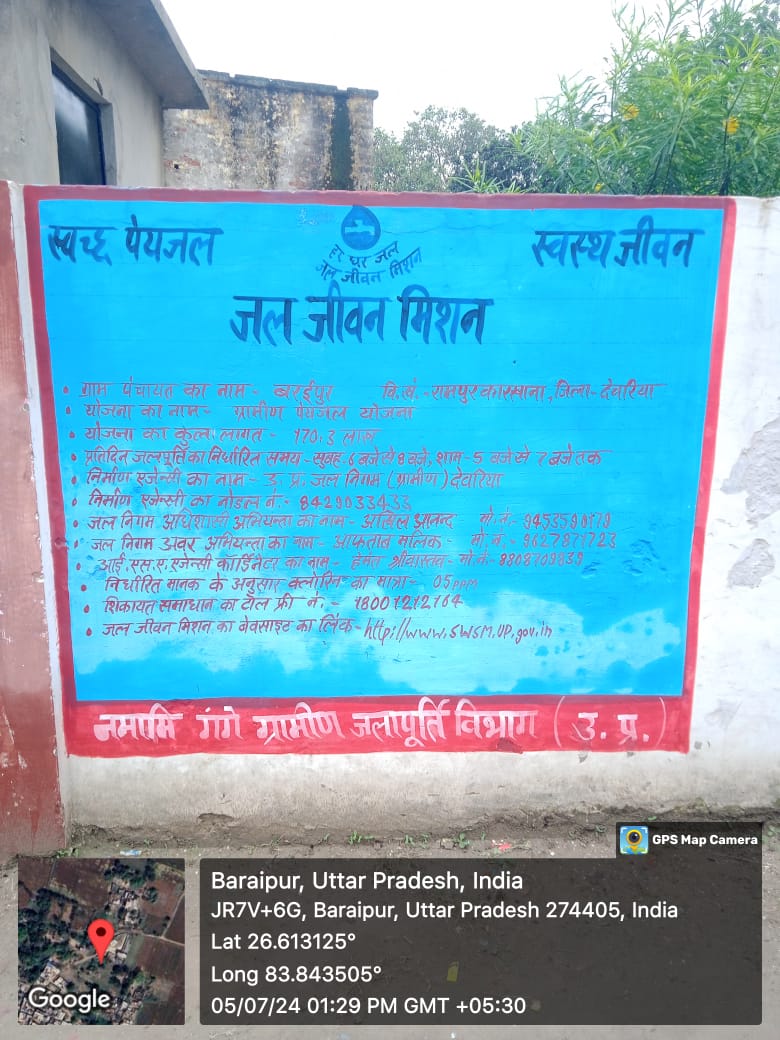 स्वच्छ पेयजल
हर घर जल
जल जीवन मिशन
स्वस्थ जीवन
जल जीवन मिशन
• ग्राम पंचायत का नाम - बरईपुर वि.खं.- रामपुर कारखाना, जिला- देवरिया
• योजना का नाम- ग्रामीण पेयजल योजना
• योजना का कुल लागत - 170.3 लाख
• प्रतिदिन जलपूर्ति का निर्धारित समय - सुबह-6 बजे से 8 बजे, शाम-5 बजे से 7 बजे तक
• निर्माण एजेन्सी का नाम - उ. प्र. जल निगम (ग्रामीण) देवरिया
• निर्माण एजेन्सी का नोडल नं.- 8429033433
• जल निगम अधिशासी अभियन्ता का नाम - अखिल आनन्द मो.नं.-
• जल निगम अवर अभियन्ता का नाम - आफताब मलिक - मो.नं.- 9627871723
• आई.एस.ए. एजेन्सी कॉर्डिनेटर का नाम - हेमंत श्रीवास्तव - मो.नं.- 8808709839
• निर्धारित मानक के अनुसार क्लोरिन का मात्रा- 05 ppm
• शिकायत समाधान का टोल फ्री नं. - 18001212164
• जल जीवन मिशन का बेवसाइट का लिंक - http://www.swsm.up.gov.in
नमामि गंगे ग्रामीण जलापूर्ति विभाग (उ. प्र.)
GPS Map Camera
Baraipur, Uttar Pradesh, India
JR7V+6G, Baraipur, Uttar Pradesh 274405, India
Lat 26.613125°
Long 83.843505°
05/07/24 01:29 PM GMT +05:30
Google